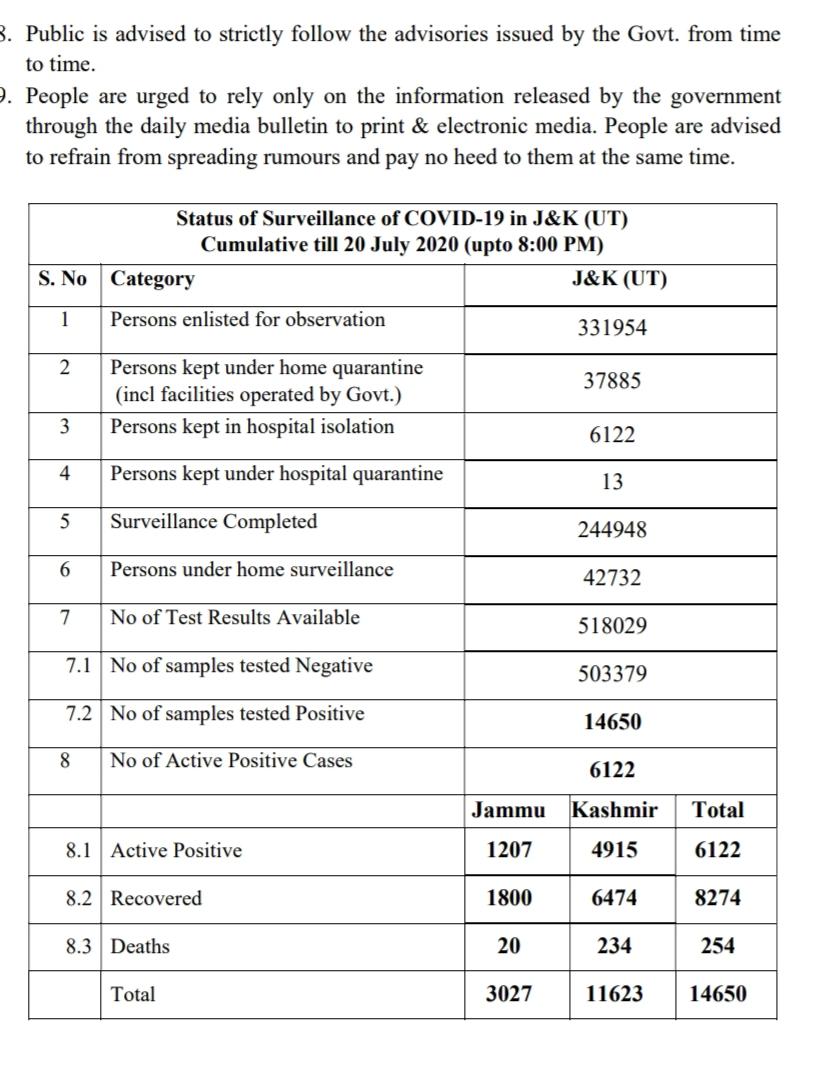 8. Public is advised to strictly follow the advisories issued by the Govt. from time
to time.
9. People are urged to rely only on the information released by the government
through the daily media bulletin to print & electronic media. People are advised
to refrain from spreading rumours and pay no heed to them at the same time.
Status of Surveillance of COVID-19 in J&K (UT)
Cumulative till 20 July 2020 (upto 8:00 PM)
S. No Category J&K (UT)
1 Persons enlisted for observation 331954
2 Persons kept under home quarantine
(incl facilities operated by Govt.) 37885
3 Persons kept in hospital isolation 6122
4 Persons kept under hospital quarantine 13
5 Surveillance Completed 244948
6 Persons under home surveillance 42732
7 No of Test Results Available 518029
7.1 No of samples tested Negative 503379
7.2 No of samples tested Positive 14650
8 No of Active Positive Cases 6122
Jammu Kashmir Total
8.1 Active Positive 1207 4915 6122
8.2 Recovered 1800 6474 8274
8.3 Deaths 20 234 254
Total 3027 11623 14650